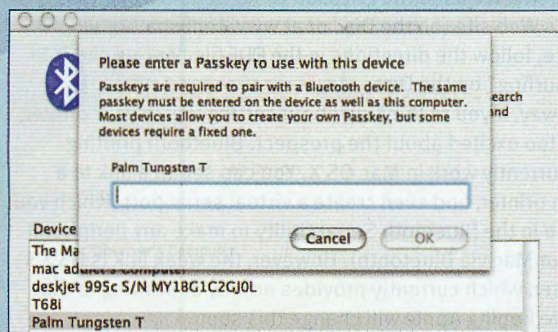 Please enter a Passkey to use with this device
Passkeys are required to pair with a Bluetooth device. The same
passkey must be entered on the device as well as this computer.
Most devices allow you to create your own Passkey, but some
devices require a fixed one.
earch
nd
Palm Tungsten T
Cancel
OK
Device
The Ma
mac addict's computer
deskjet 995c S/N MY18G1C2GJ0L
T68i
Palm Tungsten T